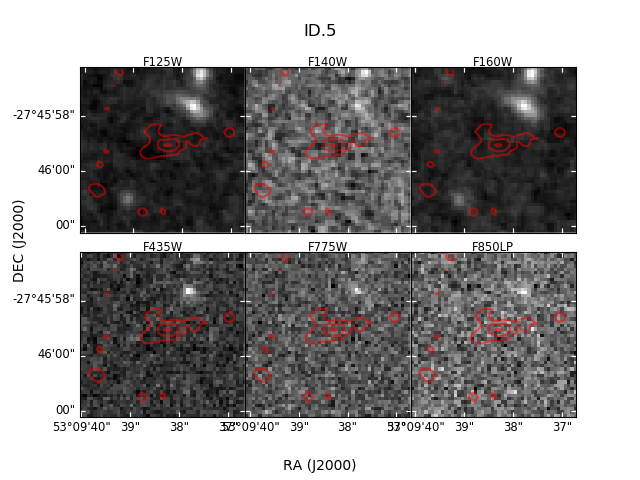 ID.5
F125W F140W F160W
-27°45'58"
46'00"
00"
DEC (J2000)
F435W F775W F850LP
-27°45'58"
46'00"
00"
53°09'40" 39" 38" 53°09'40" 39" 38" 53°09'40" 39" 38" 37"
RA (J2000)